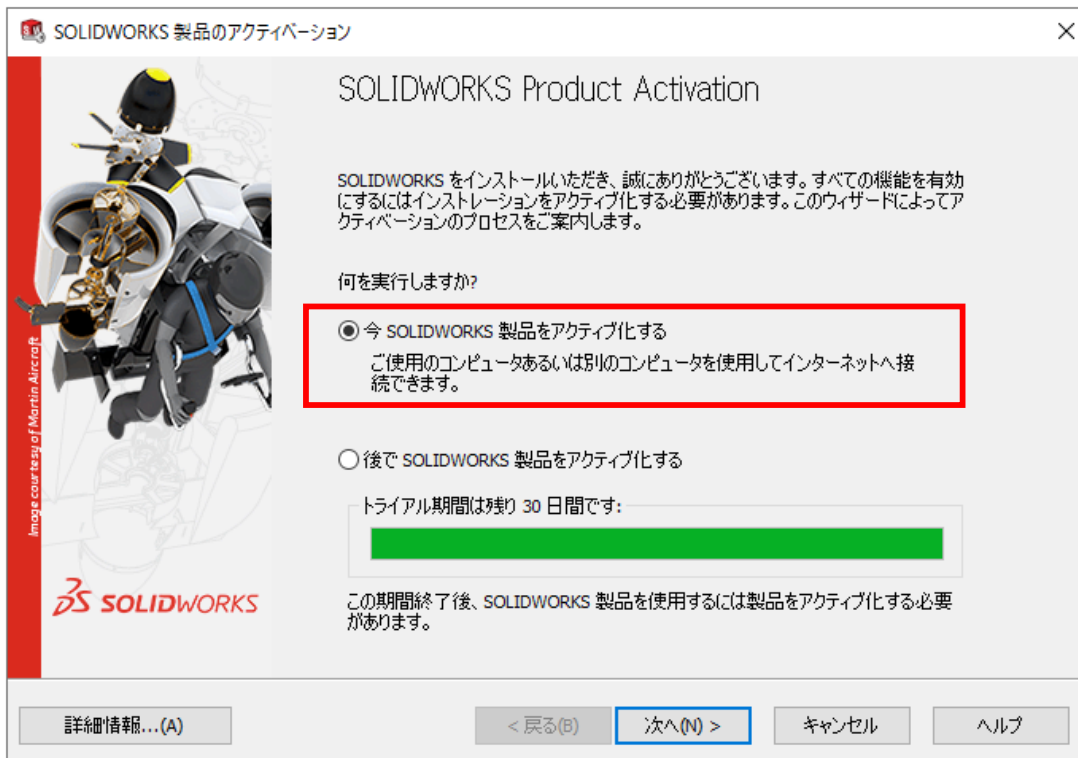 SOLIDWORKS 製品のアクティベーション
SOLIDWORKS Product Activation
SOLIDWORKS をインストールいただき、誠にありがとうございます。すべての機能を有効
にするにはインストレーションをアクティブ化する必要があります。このウィザードによってア
クティベーションのプロセスをご案内します。
何を実行しますか?
今 SOLIDWORKS 製品をアクティブ化する
ご使用のコンピュータあるいは別のコンピュータを使用してインターネットへ接
続できます。
後で SOLIDWORKS 製品をアクティブ化する
トライアル期間は残り 30 日間です:
この期間終了後、SOLIDWORKS 製品を使用するには製品をアクティブ化する必要
があります。
Image courtesy of Martin Aircraft
SOLIDWORKS
詳細情報...(A)
< 戻る(B)
次へ(N) >
キャンセル
ヘルプ